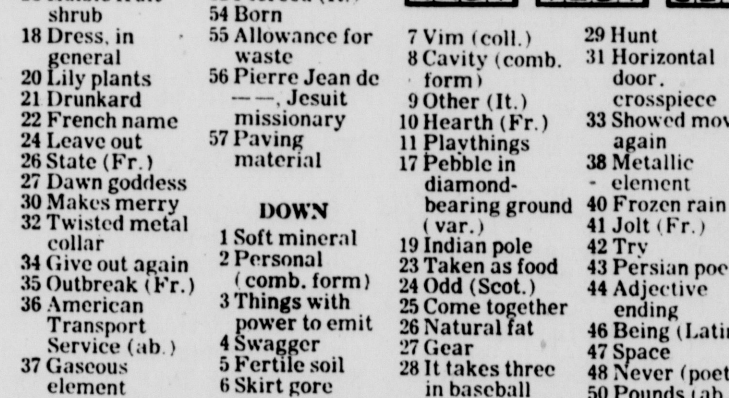 shrub
18 Dress, in
general
20 Lily plants
21 Drunkard
22 French name
24 Leave out
26 State (Fr.)
27 Dawn goddess
30 Makes merry
32 Twisted metal
collar
34 Give out again
35 Outbreak (Fr.)
36 American
Transport
Service (ab.)
37 Gaseous
element
54 Born
55 Allowance for
waste
56 Pierre Jean de
— —, Jesuit
missionary
57 Paving
material
DOWN
1 Soft mineral
2 Personal
(comb. form)
3 Things with
power to emit
4 Swagger
5 Fertile soil
6 Skirt gore
7 Vim (coll.)
8 Cavity (comb.
form)
9 Other (It.)
10 Hearth (Fr.)
11 Playthings
17 Pebble in
diamond-
bearing ground
(var.)
19 Indian pole
23 Taken as food
24 Odd (Scot.)
25 Come together
26 Natural fat
27 Gear
28 It takes three
in baseball
29 Hunt
31 Horizontal
door.
crosspiece
33 Showed mov
again
38 Metallic
- element
40 Frozen rain
41 Jolt (Fr.)
42 Try
43 Persian poe
44 Adjective
ending
46 Being (Latin
47 Space
48 Never (poet
50 Pounds (ab